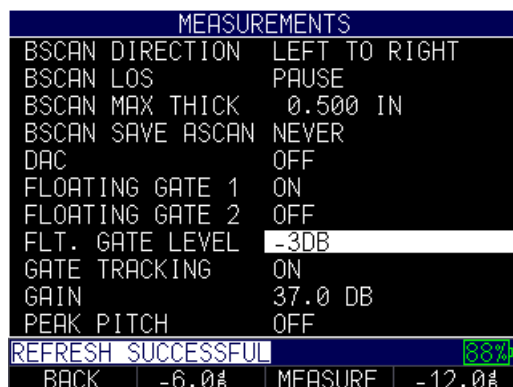 MEASUREMENTS
BSCAN DIRECTION LEFT TO RIGHT
BSCAN LOS PAUSE
BSCAN MAX THICK 0.500 IN
BSCAN SAVE ASCAN NEVER
DAC OFF
FLOATING GATE 1 ON
FLOATING GATE 2 OFF
FLT. GATE LEVEL -3DB
GATE TRACKING ON
GAIN 37.0 DB
PEAK PITCH OFF
REFRESH SUCCESSFUL 88%
BACK -6.0 MEASURE -12.0